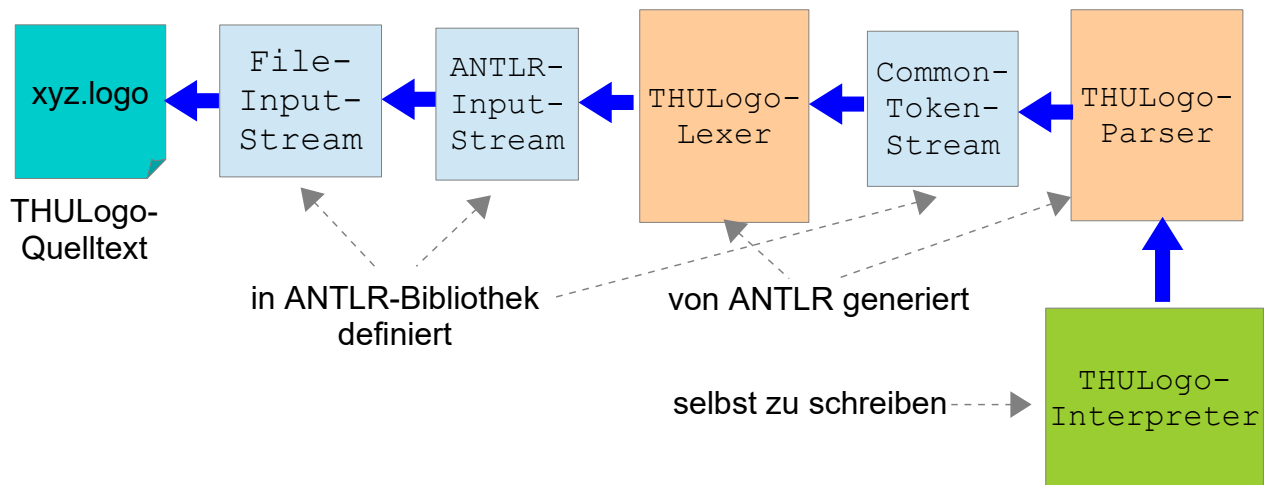 xyz.logo
File-
Input-
Stream
ANTLR-
Input-
Stream
THULogo-
Lexer
Common-
Token-
Stream
THULogo-
Parser
THULogo-
Quelltext
in ANTLR-Bibliothek
definiert
von ANTLR generiert
selbst zu schreiben
THULogo-
Interpreter